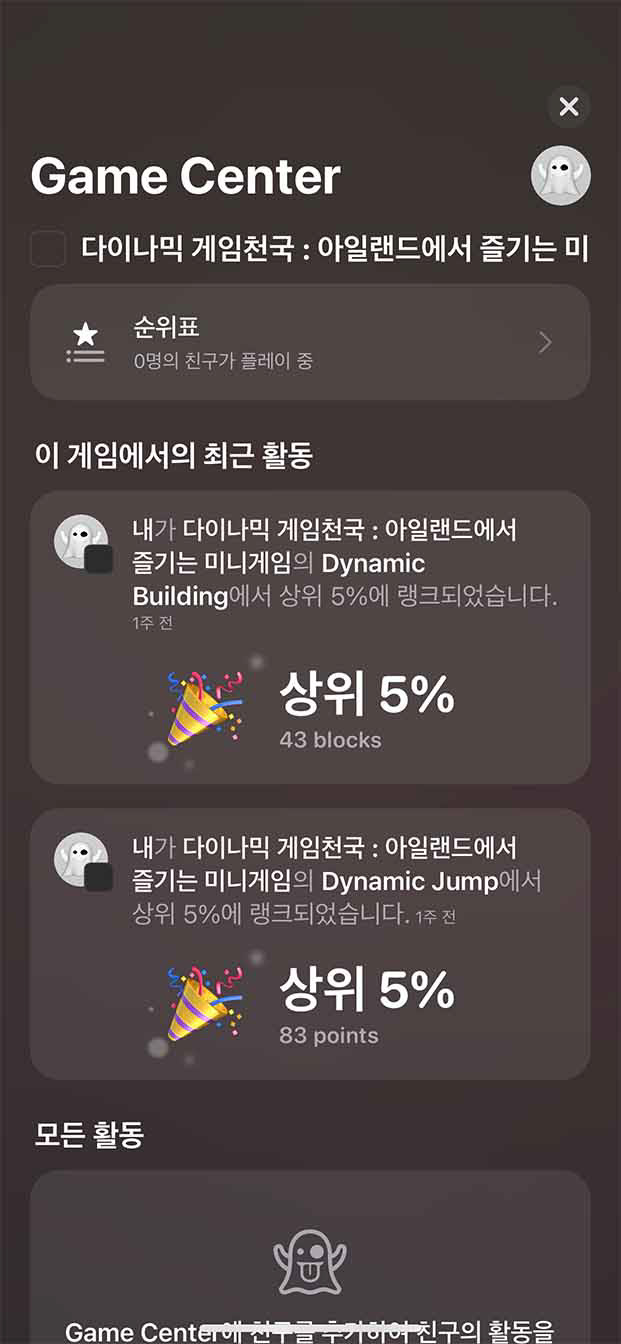 Game Center
다이나믹 게임천국 : 아일랜드에서 즐기는 미
순위표
0명의 친구가 플레이 중
이 게임에서의 최근 활동
내가 다이나믹 게임천국 : 아일랜드에서
즐기는 미니게임의 Dynamic
Building에서 상위 5%에 랭크되었습니다.
1주 전
상위 5%
43 blocks
내가 다이나믹 게임천국 : 아일랜드에서
즐기는 미니게임의 Dynamic Jump에서
상위 5%에 랭크되었습니다. 1주 전
상위 5%
83 points
모든 활동
Game Center에 친구를 추가하여 친구의 활동을